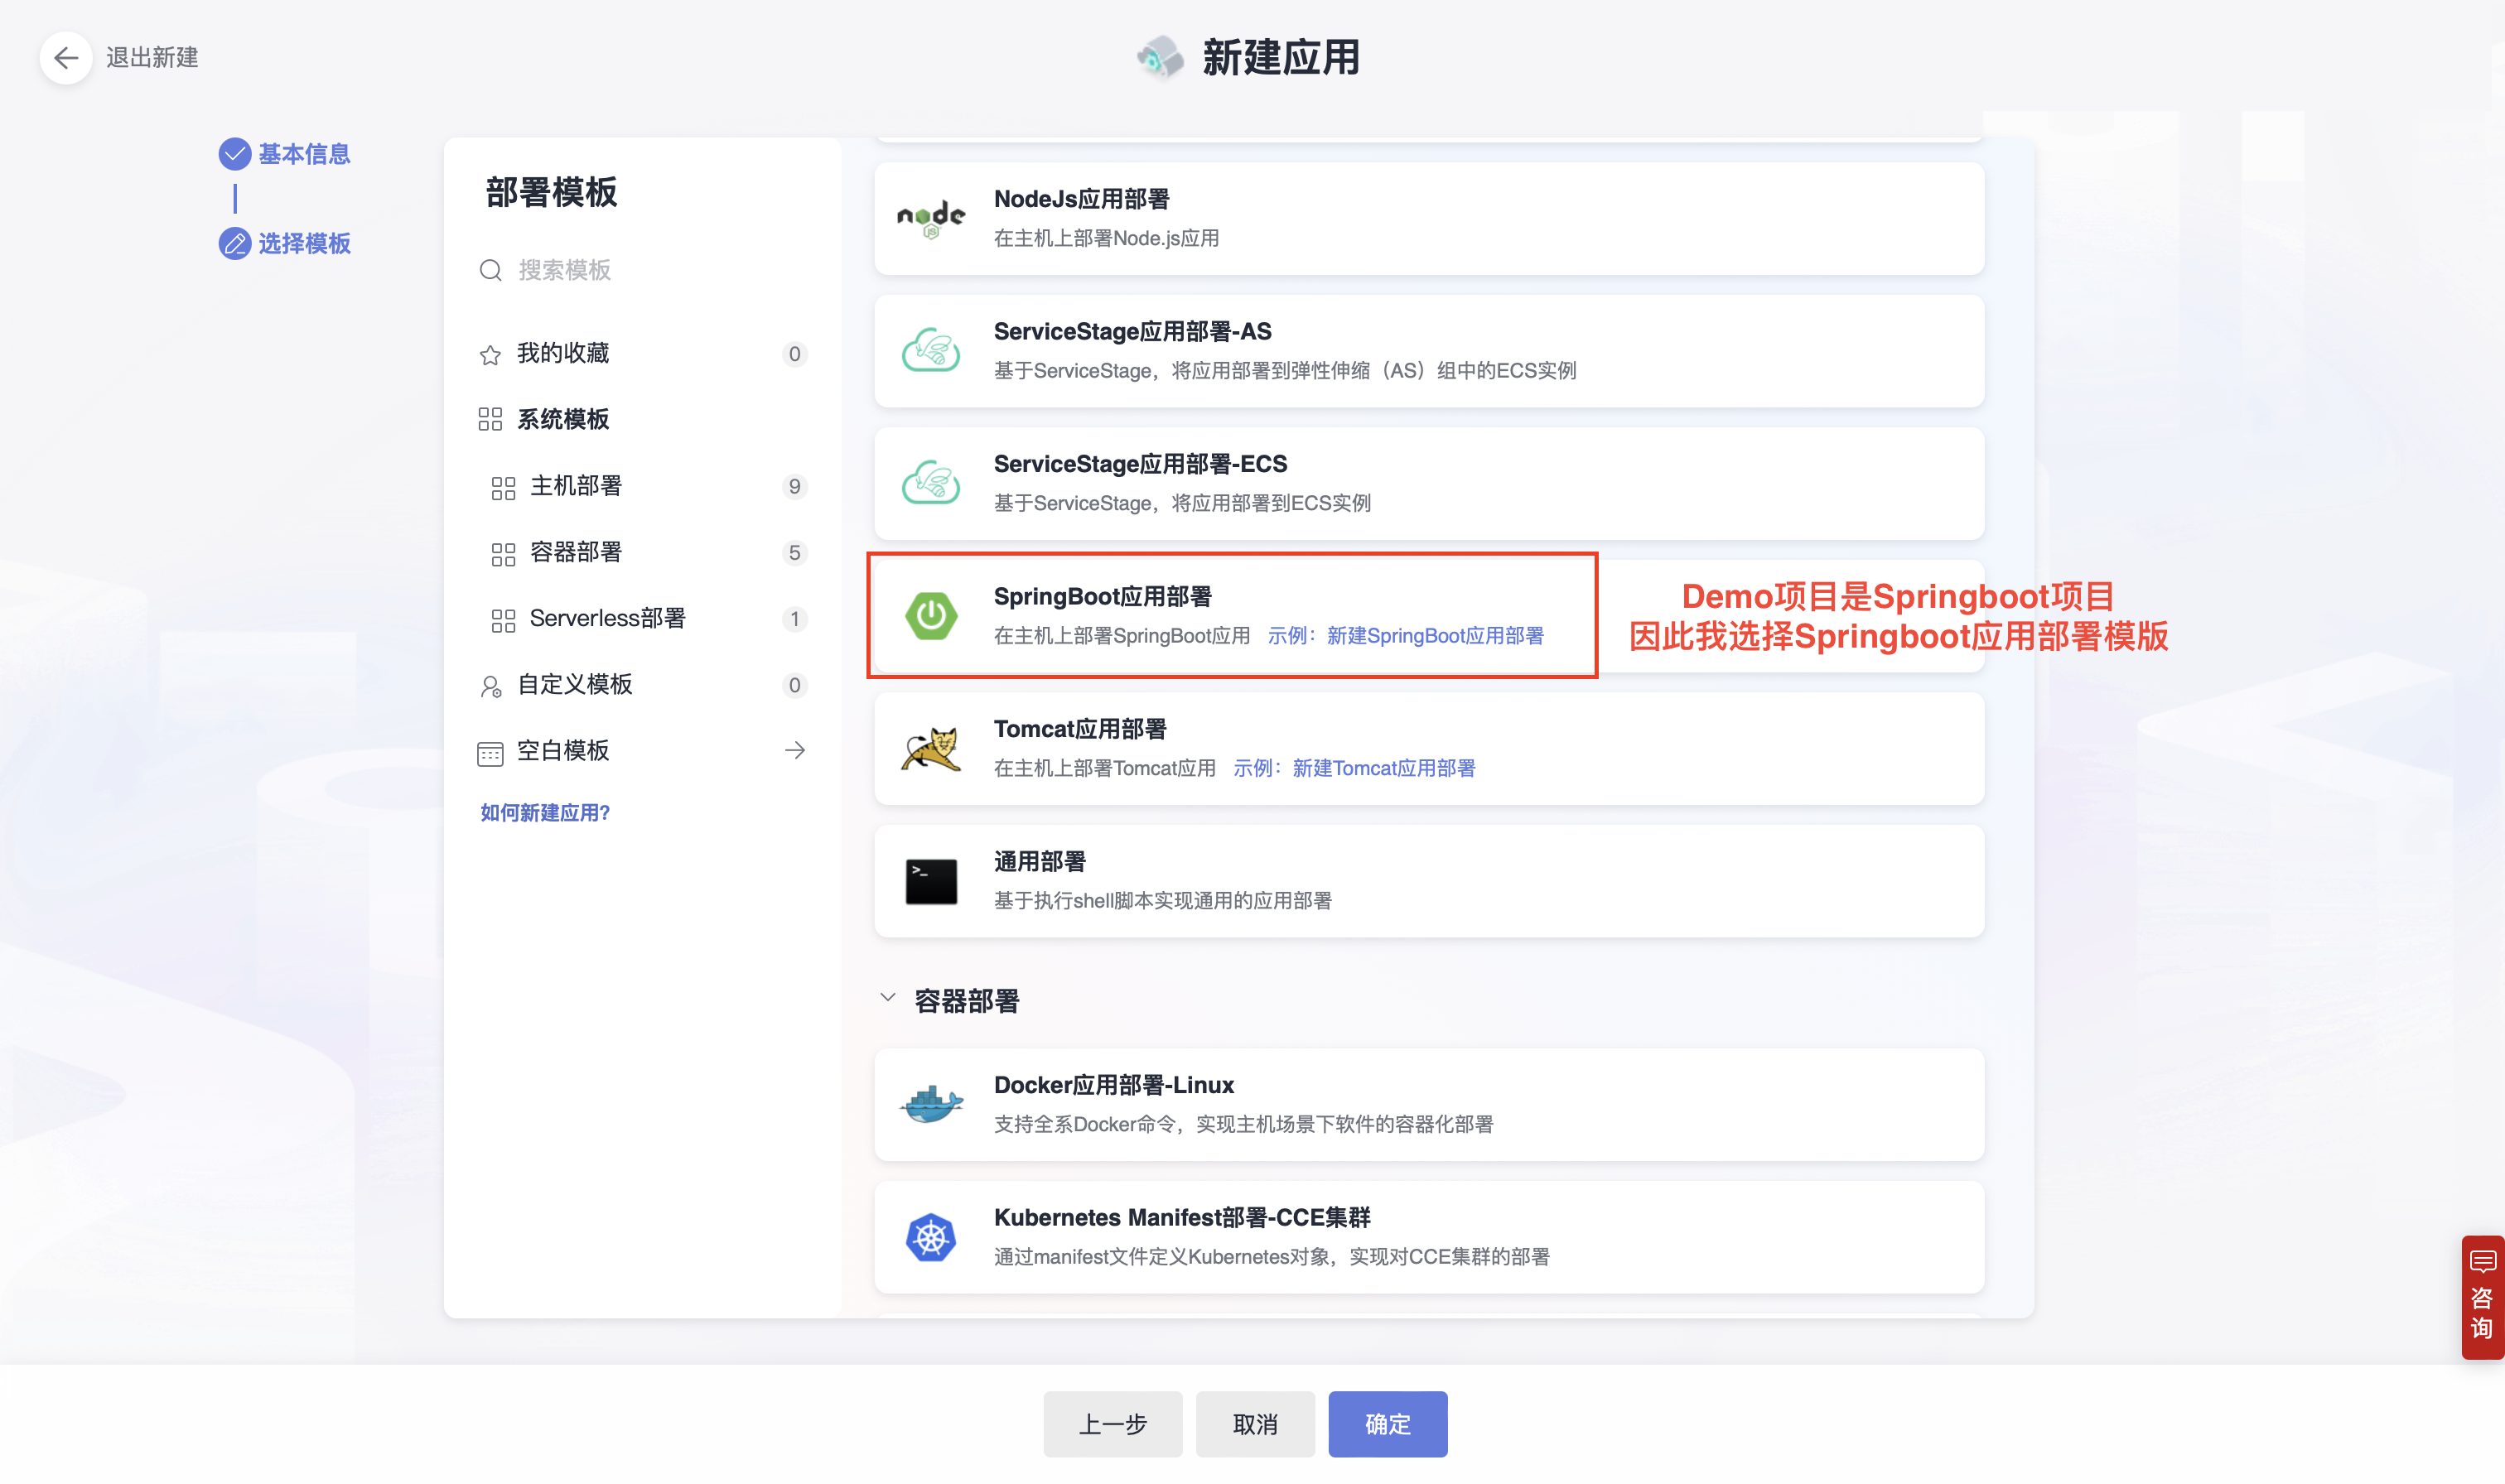 退出新建
新建应用
基本信息
选择模板
部署模板
搜索模板
我的收藏 0
系统模板
主机部署 9
容器部署 5
Serverless部署 1
自定义模板 0
空白模板
如何新建应用?
node
JS
NodeJs应用部署
在主机上部署Node.js应用
ServiceStage应用部署-AS
基于ServiceStage，将应用部署到弹性伸缩（AS）组中的ECS实例
ServiceStage应用部署-ECS
基于ServiceStage，将应用部署到ECS实例
SpringBoot应用部署
在主机上部署SpringBoot应用 示例：新建SpringBoot应用部署
Demo项目是Springboot项目
因此我选择Springboot应用部署模版
Tomcat应用部署
在主机上部署Tomcat应用 示例：新建Tomcat应用部署
>_
通用部署
基于执行shell脚本实现通用的应用部署
容器部署
Docker应用部署-Linux
支持全系Docker命令，实现主机场景下软件的容器化部署
Kubernetes Manifest部署-CCE集群
通过manifest文件定义Kubernetes对象，实现对CCE集群的部署
咨
询
上一步 取消 确定